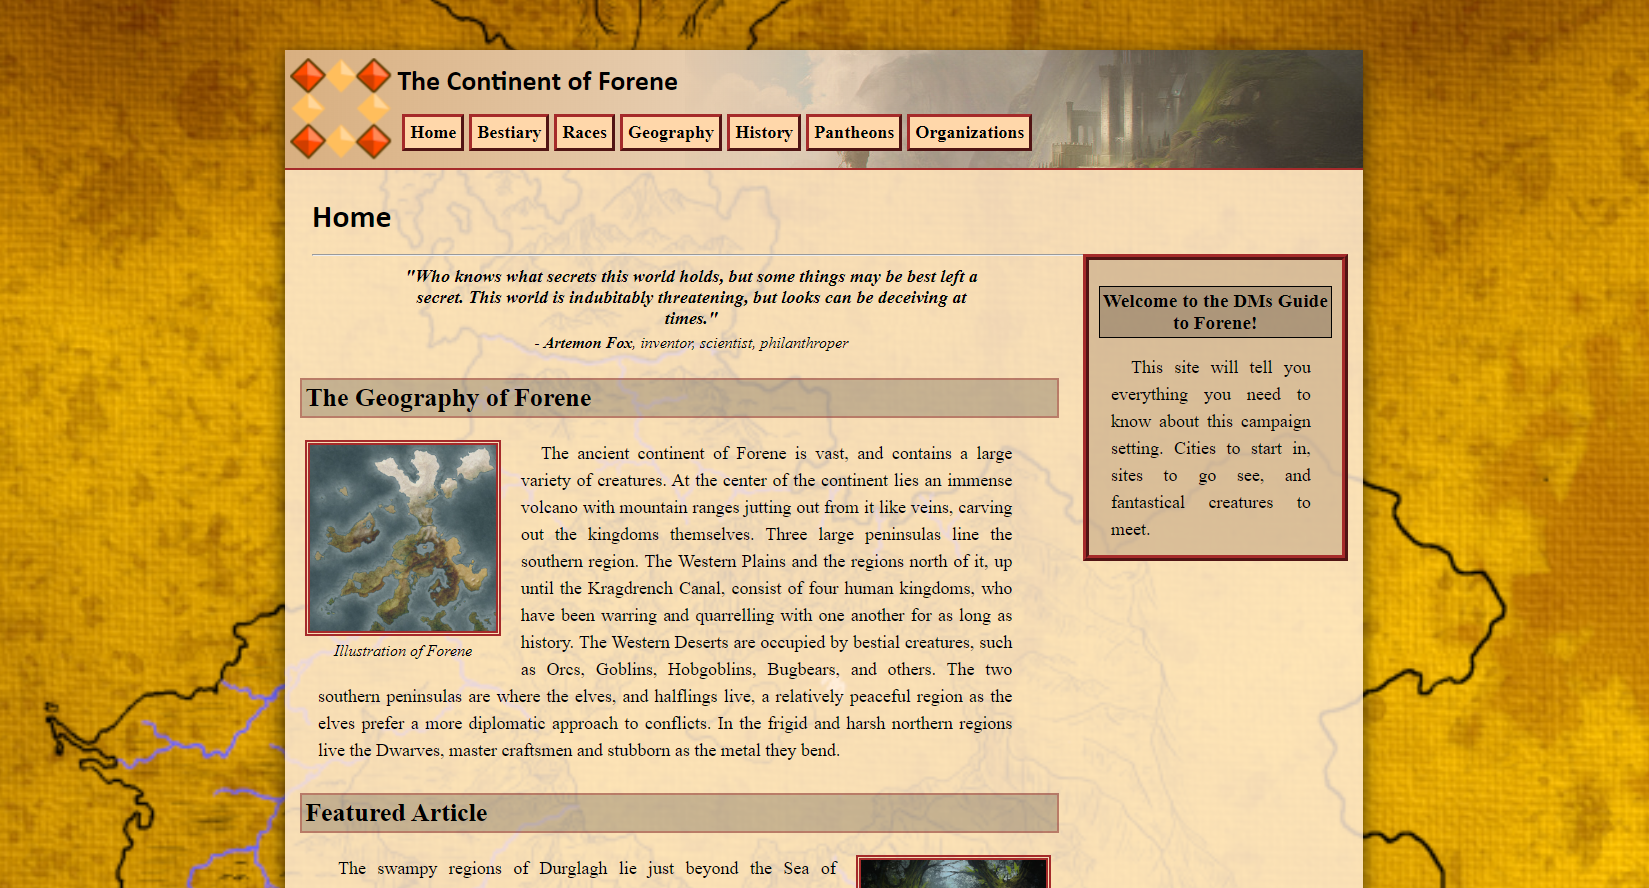 The Continent of Forene
Home Bestiary Races Geography History Pantheons Organizations
Home
"Who knows what secrets this world holds, but some things may be best left a
secret. This world is indubitably threatening, but looks can be deceiving at
times."
- Artemon Fox, inventor, scientist, philanthroper
Welcome to the DMs Guide
to Forene!
This site will tell you
everything you need to
know about this campaign
setting. Cities to start in,
sites to go see, and
fantastical creatures to
meet.
The Geography of Forene
Illustration of Forene
The ancient continent of Forene is vast, and contains a large
variety of creatures. At the center of the continent lies an immense
volcano with mountain ranges jutting out from it like veins, carving
out the kingdoms themselves. Three large peninsulas line the
southern region. The Western Plains and the regions north of it, up
until the Kragdrench Canal, consist of four human kingdoms, who
have been warring and quarrelling with one another for as long as
history. The Western Deserts are occupied by bestial creatures, such
as Orcs, Goblins, Hobgoblins, Bugbears, and others. The two
southern peninsulas are where the elves, and halflings live, a relatively peaceful region as the
elves prefer a more diplomatic approach to conflicts. In the frigid and harsh northern regions
live the Dwarves, master craftsmen and stubborn as the metal they bend.
Featured Article
The swampy regions of Durglagh lie just beyond the Sea of